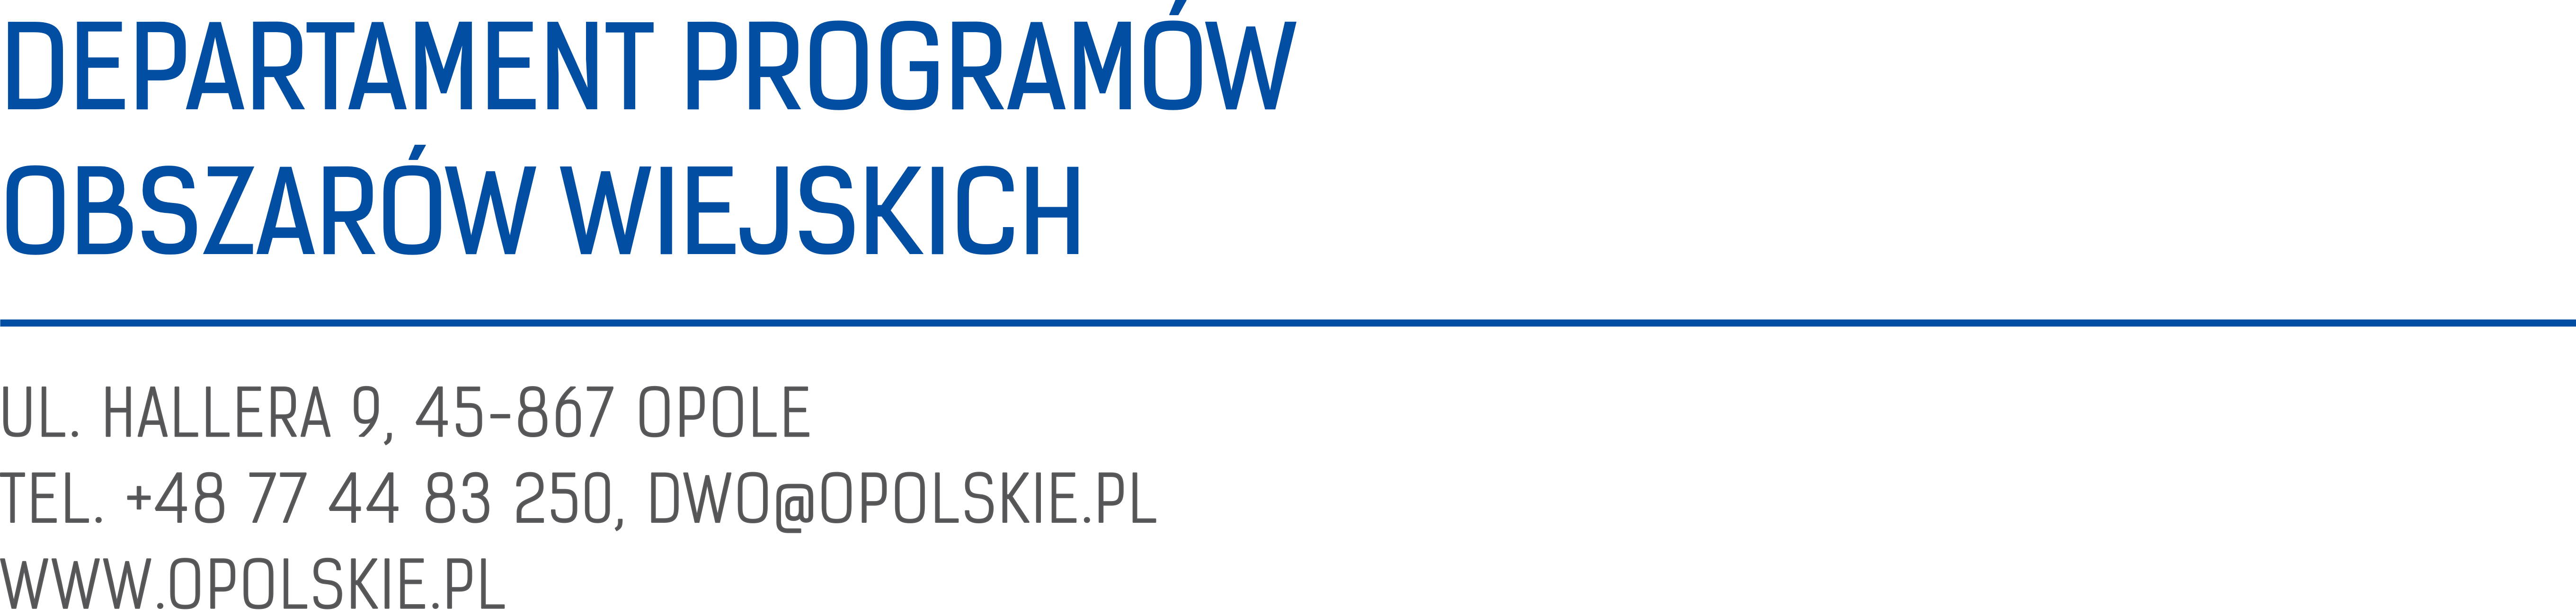 DEPARTAMENT PROGRAMÓW
OBSZARÓW WIEJSKICH
UL. HALLERA 9, 45-867 OPOLE
TEL. +48 77 44 83 250, DWO@OPOLSKIE.PL
WWW.OPOLSKIE.PL